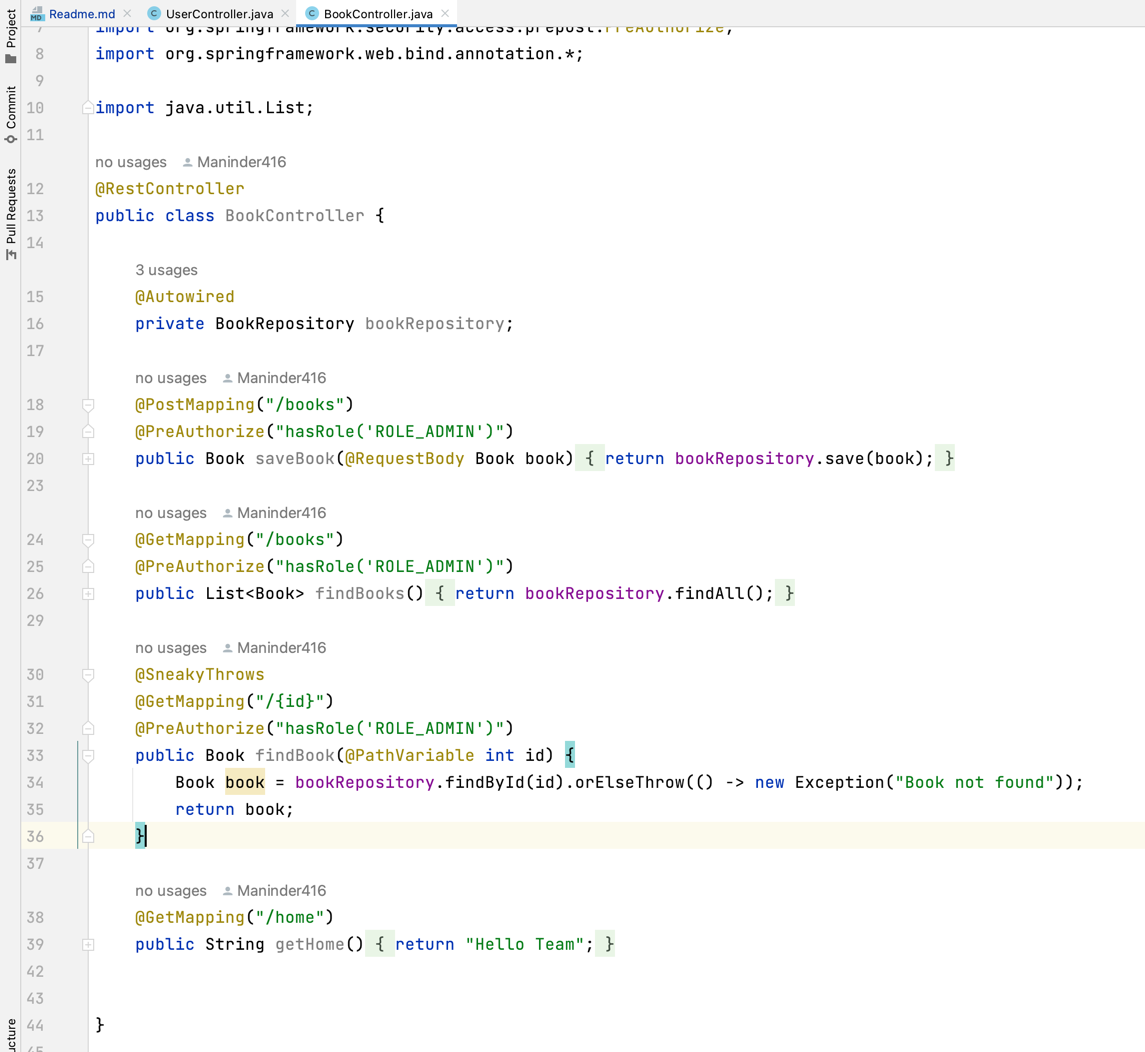 Readme.md UserController.java BookController.java
Project
Commit
Pull Requests
ucture
7 import org.springframework.security.access.prepost.PreAuthorize;
8 import org.springframework.web.bind.annotation.*;
9
10 import java.util.List;
11
no usages Maninder416
12 @RestController
13 public class BookController {
14
3 usages
15 @Autowired
16 private BookRepository bookRepository;
17
no usages Maninder416
18 @PostMapping("/books")
19 @PreAuthorize("hasRole('ROLE_ADMIN')")
20 public Book saveBook(@RequestBody Book book) { return bookRepository.save(book); }
23
no usages Maninder416
24 @GetMapping("/books")
25 @PreAuthorize("hasRole('ROLE_ADMIN')")
26 public List<Book> findBooks() { return bookRepository.findAll(); }
29
no usages Maninder416
30 @SneakyThrows
31 @GetMapping("/{id}")
32 @PreAuthorize("hasRole('ROLE_ADMIN')")
33 public Book findBook(@PathVariable int id) {
34 Book book = bookRepository.findById(id).orElseThrow(() -> new Exception("Book not found"));
35 return book;
36 }
37
no usages Maninder416
38 @GetMapping("/home")
39 public String getHome() { return "Hello Team"; }
42
43
44 }
45